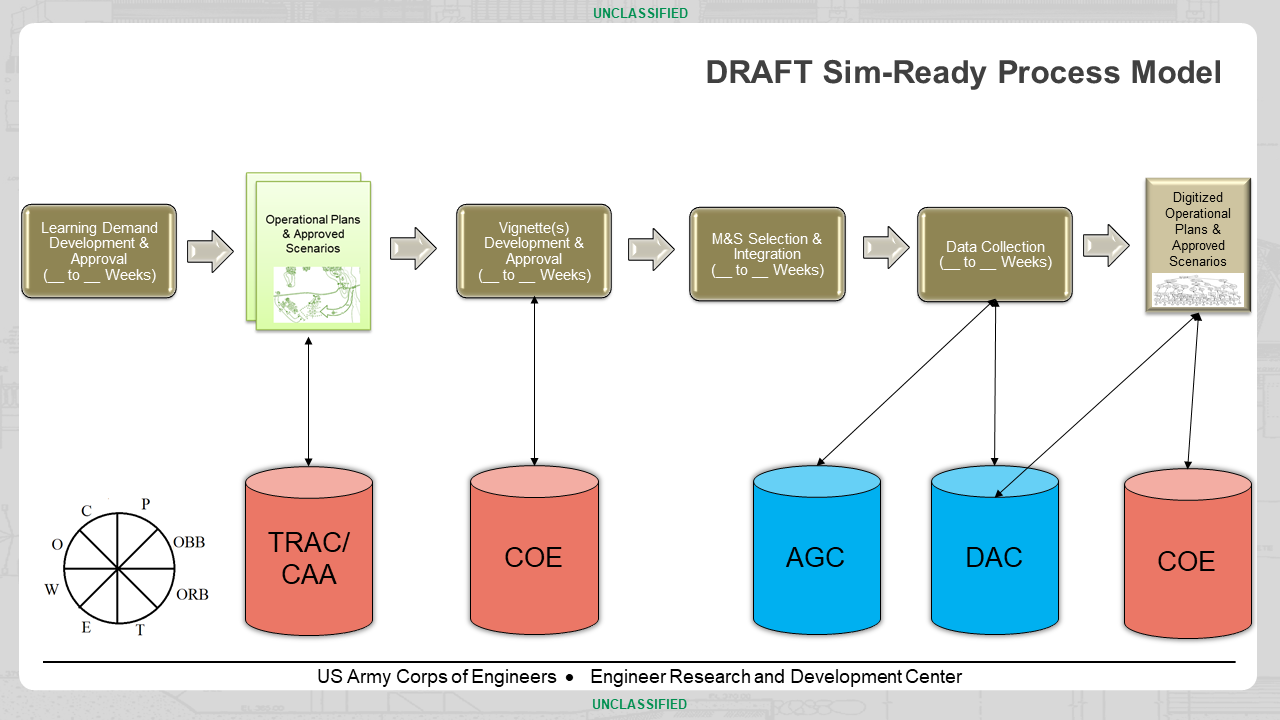 UNCLASSIFIED
DRAFT Sim-Ready Process Model
Learning Demand
Development &
Approval
(__ to __ Weeks)
Operational Plans
& Approved
Scenarios
Vignette(s)
Development &
Approval
(__ to __ Weeks)
M&S Selection &
Integration
(__ to __ Weeks)
Data Collection
(__ to __ Weeks)
Digitized
Operational
Plans &
Approved
Scenarios
C
P
O
OBB
W
ORB
E
T
TRAC/
CAA
COE
AGC
DAC
COE
US Army Corps of Engineers ● Engineer Research and Development Center
UNCLASSIFIED